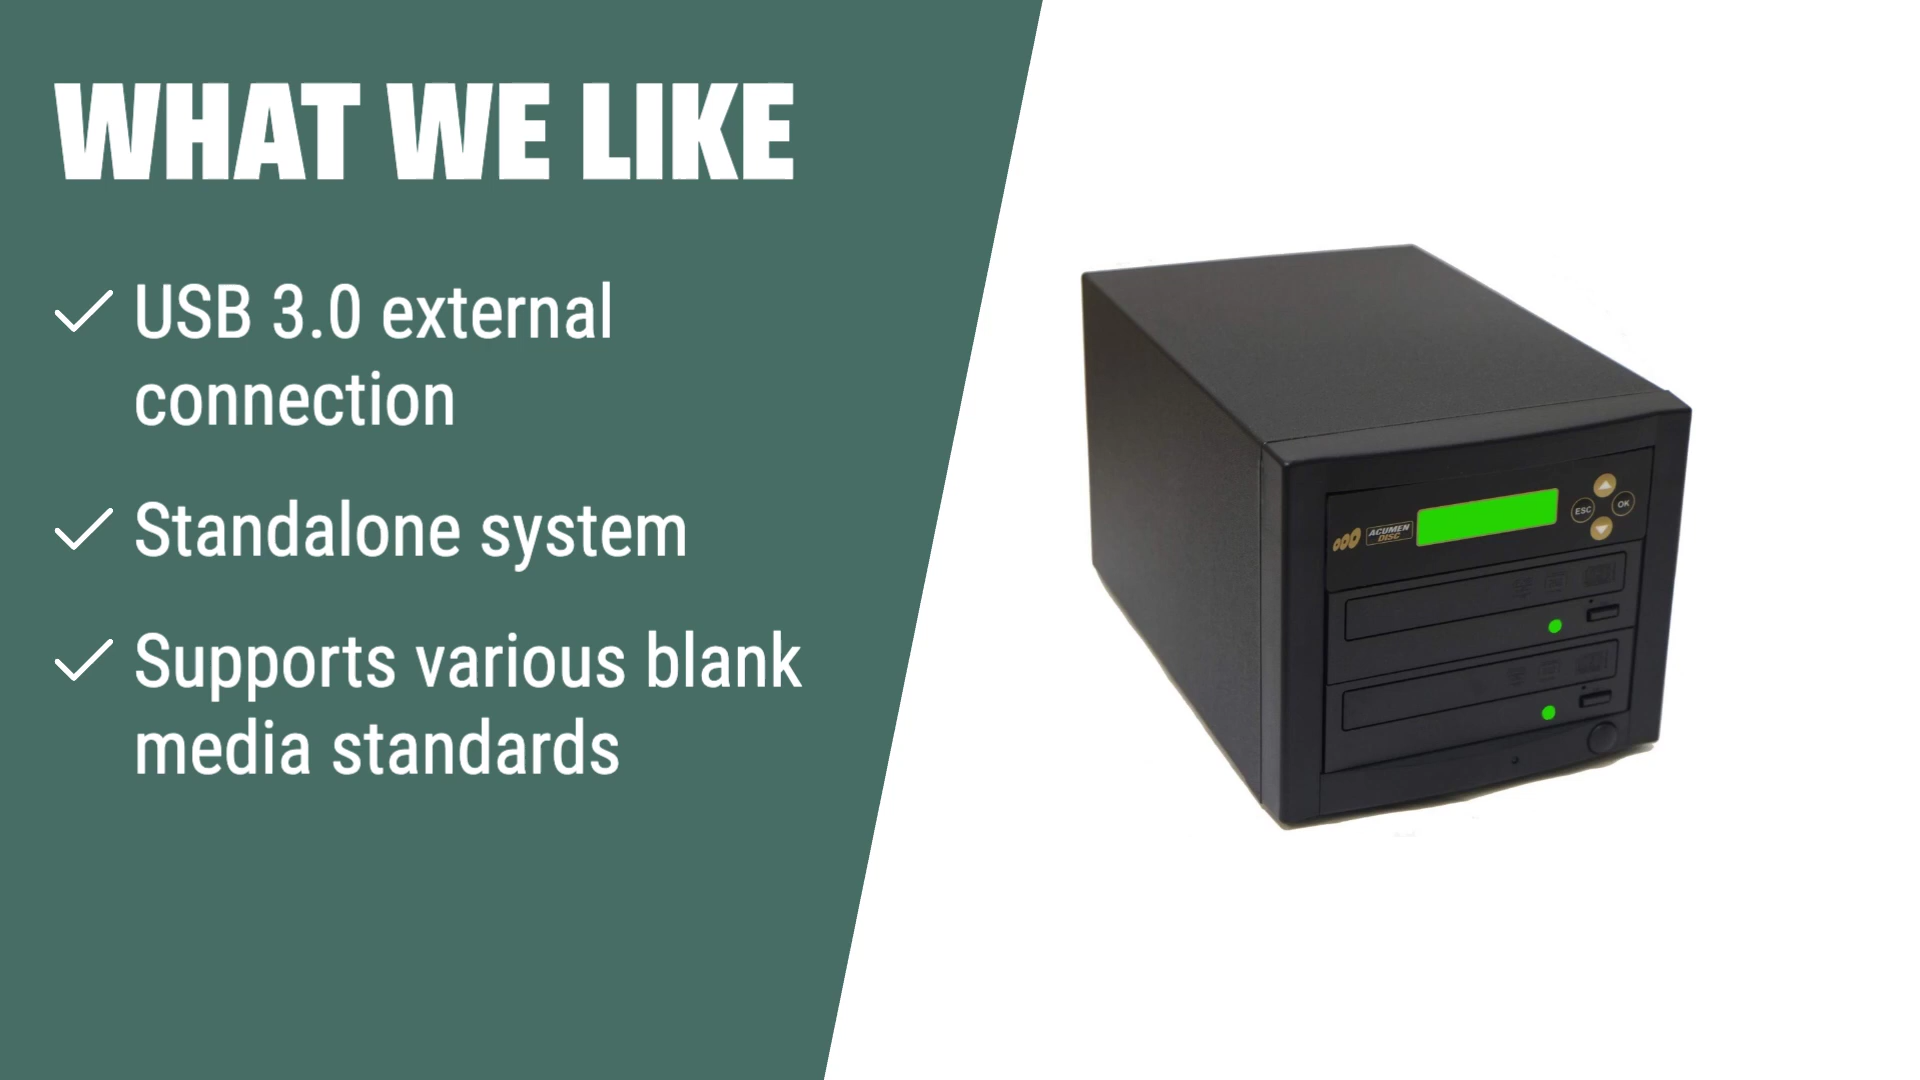 WHAT WE LIKE
USB 3.0 external
connection
Standalone system
Supports various blank
media standards
ACUMEN
DISC
ESC
OK